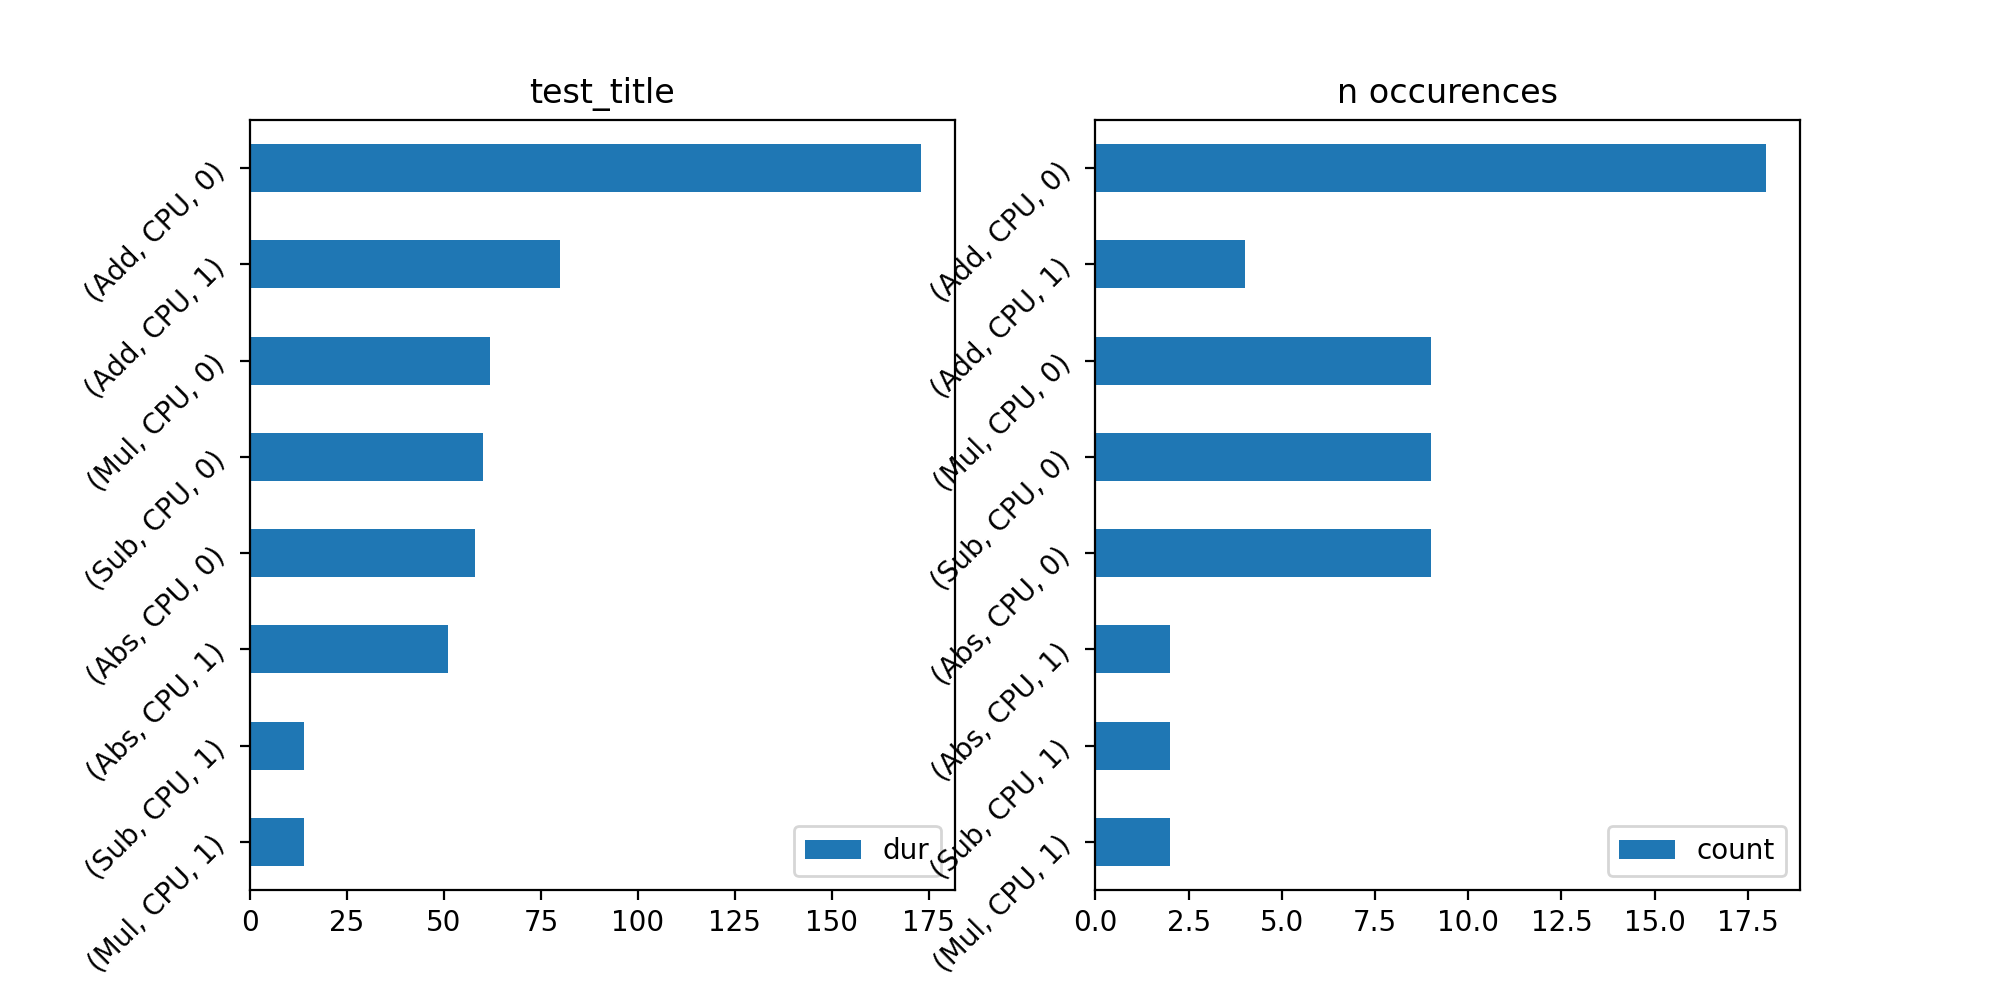 test_title
(Add, CPU, 0)
(Add, CPU, 1)
(Mul, CPU, 0)
(Sub, CPU, 0)
(Abs, CPU, 0)
(Abs, CPU, 1)
(Sub, CPU, 1)
(Mul, CPU, 1)
dur
0 25 50 75 100 125 150 175
n occurences
(Add, CPU, 0)
(Add, CPU, 1)
(Mul, CPU, 0)
(Sub, CPU, 0)
(Abs, CPU, 0)
(Abs, CPU, 1)
(Sub, CPU, 1)
(Mul, CPU, 1)
count
0.0 2.5 5.0 7.5 10.0 12.5 15.0 17.5